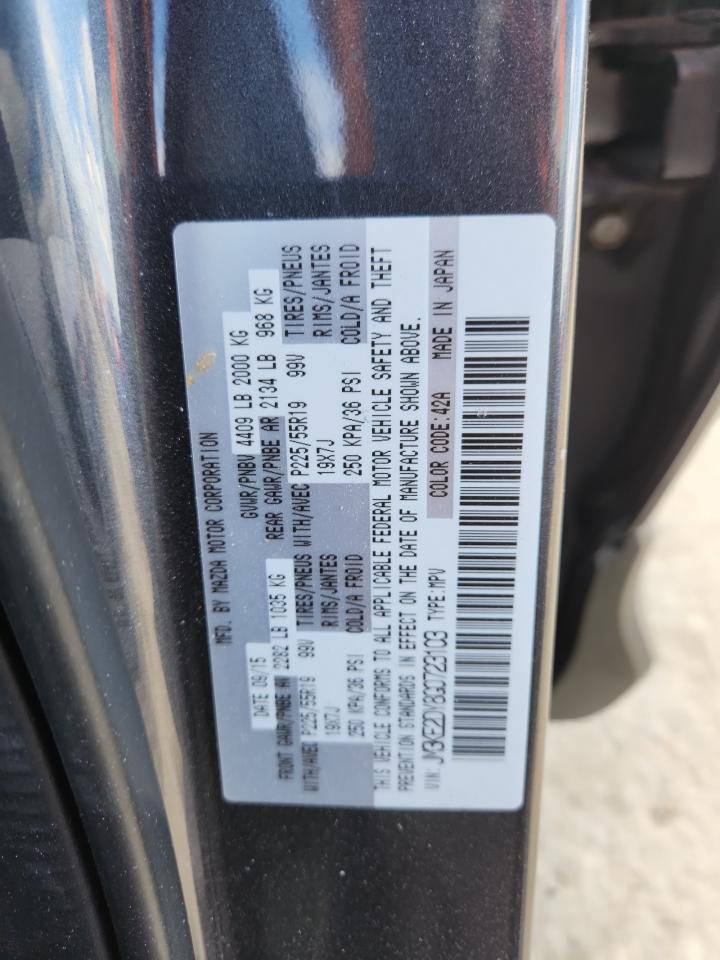 MFD. BY MAZDA MOTOR CORPORATION
DATE 09/15 GVWR/PNBV 4409 LB 2000 KG
FRONT GAWR/PNBE AV 2282 LB 1035 KG REAR GAWR/PNBE AR 2134 LB 968 KG
WITH/AVEC P225/55R19 99V TIRES/PNEUS WITH/AVEC P225/55R19 99V TIRES/PNEUS
19X7J RIMS/JANTES 19X7J RIMS/JANTES
250 KPA/36 PSI COLD/A FROID 250 KPA/36 PSI COLD/A FROID
THIS VEHICLE CONFORMS TO ALL APPLICABLE FEDERAL MOTOR VEHICLE SAFETY AND THEFT
PREVENTION STANDARDS IN EFFECT ON THE DATE OF MANUFACTURE SHOWN ABOVE.
VIN: JM3KE2DY8G0723103 TYPE:MPV COLOR CODE:42A MADE IN JAPAN